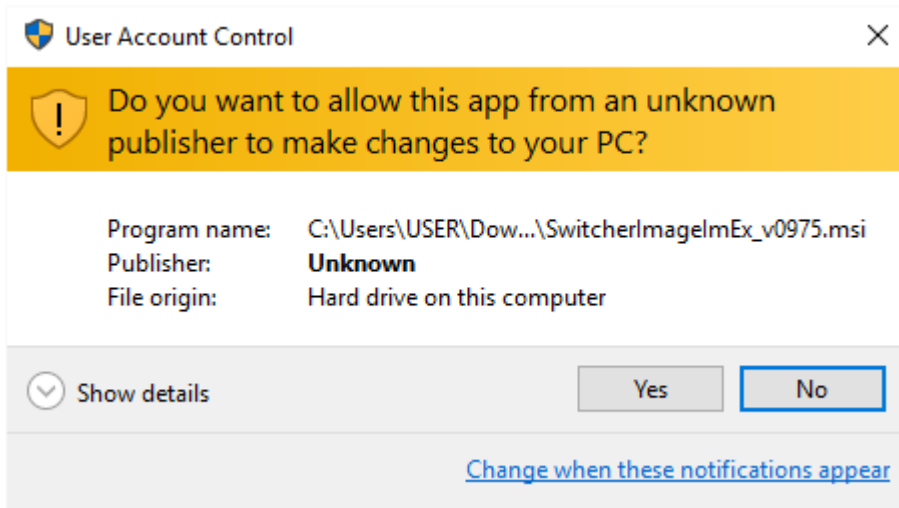 User Account Control
Do you want to allow this app from an unknown
publisher to make changes to your PC?
Program name: C:\Users\USER\Dow...\SwitcherImageImEx_v0975.msi
Publisher: Unknown
File origin: Hard drive on this computer
Show details
Yes No
Change when these notifications appear